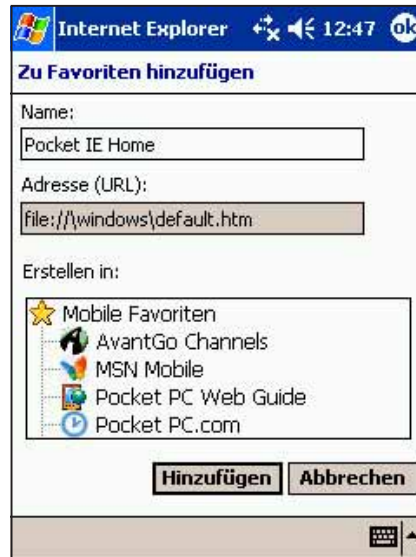 Internet Explorer 12:47 ok
Zu Favoriten hinzufügen
Name:
Pocket IE Home
Adresse (URL):
file://\windows\default.htm
Erstellen in:
Mobile Favoriten
AvantGo Channels
MSN Mobile
Pocket PC Web Guide
Pocket PC.com
Hinzufügen Abbrechen